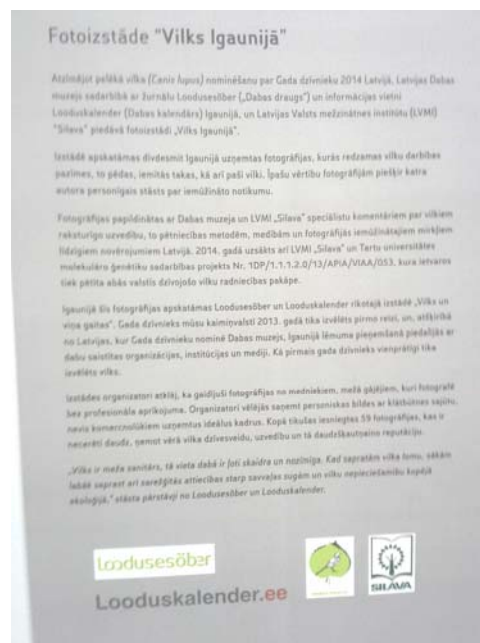 Fotoizstāde "Vilks Igaunijā"
Atzīmējot pelēkā vilka (Canis lupus) nominēšanu par Gada dzīvnieku 2014 Latvijā, Latvijas Dabas
muzejs sadarbībā ar žurnālu Loodusesõber („Dabas draugs") un informācijas vietni
Looduskalender (Dabas kalendārs) Igaunijā, un Latvijas Valsts mežzinātnes institūtu (LVMI)
"Silava" piedāvā fotoizstādi „Vilks Igaunijā".
Izstādē apskatāmas divdesmit Igaunijā uzņemtas fotogrāfijas, kurās redzamas vilku darbības
pazīmes, to pēdas, iemītās takas, kā arī paši vilki. Īpašu vērtību fotogrāfijām piešķir katra
autora personīgais stāsts par iemūžināto notikumu.
Fotogrāfijas papildinātas ar Dabas muzeja un LVMI „Silava" speciālistu komentāriem par vilkiem
raksturīgo uzvedību, to pētniecības metodēm, medībām un fotogrāfijās iemūžinātajiem mirkļiem
līdzīgiem novērojumiem Latvijā. 2014. gadā uzsākts arī LVMI „Silava" un Tartu universitātes
molekulāro ģenētiķu sadarbības projekts Nr. 1DP/1.1.1.2.0/13/APIA/VIAA/053, kura ietvaros
tiek pētīta abās valstīs dzīvojošo vilku radniecības pakāpe.
Igaunijā šīs fotogrāfijas apskatāmas Loodusesõber un Looduskalender rīkotajā izstādē „Vilks un
viņa gaitas". Gada dzīvnieks mūsu kaimiņvalstī 2013. gadā tika izvēlēts pirmo reizi, un, atšķirībā
no Latvijas, kur Gada dzīvnieku nominē Dabas muzejs, Igaunijā lēmuma pieņemšanā piedalījās ar
dabu saistītas organizācijas, institūcijas un mediji. Kā pirmais gada dzīvnieks vienprātīgi tika
izvēlēts vilks.
Izstādes organizatori atklāj, ka gaidījuši fotogrāfijas no medniekiem, mežā gājējiem, kuri fotografē
bez profesionāla aprīkojuma. Organizatori vēlējās saņemt personiskas bildes ar klātbūtnes sajūtu,
nevis komercnolūkiem uzņemtus ideālus kadrus. Kopā tikušas iesniegtas 59 fotogrāfijas, kas ir
necerēti daudz, ņemot vērā vilka dzīvesveidu, uzvedību un tā daudzšķautņaino reputāciju.
„Vilks ir meža sanitārs, tā vieta dabā ir ļoti skaidra un nozīmīga. Kad sapratēm vilka lomu, sākām
labāk saprast arī sarežģītās attiecības starp savvaļas sugām un vilku nepieciešamību kopējā
ekoloģijā," stāsta pārstāvji no Loodusesõber un Looduskalender.
Loodusesõber
Looduskalender.ee
SILAVA